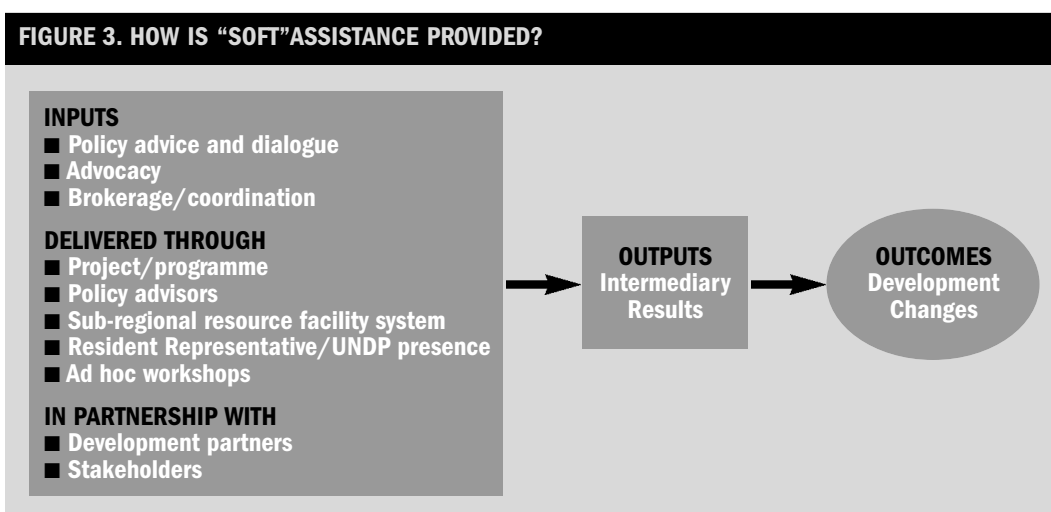 FIGURE 3. HOW IS “SOFT”ASSISTANCE PROVIDED?
INPUTS
■ Policy advice and dialogue
■ Advocacy
■ Brokerage/coordination
DELIVERED THROUGH
■ Project/programme
■ Policy advisors
■ Sub-regional resource facility system
■ Resident Representative/UNDP presence
■ Ad hoc workshops
IN PARTNERSHIP WITH
■ Development partners
■ Stakeholders
OUTPUTS
Intermediary
Results
OUTCOMES
Development
Changes